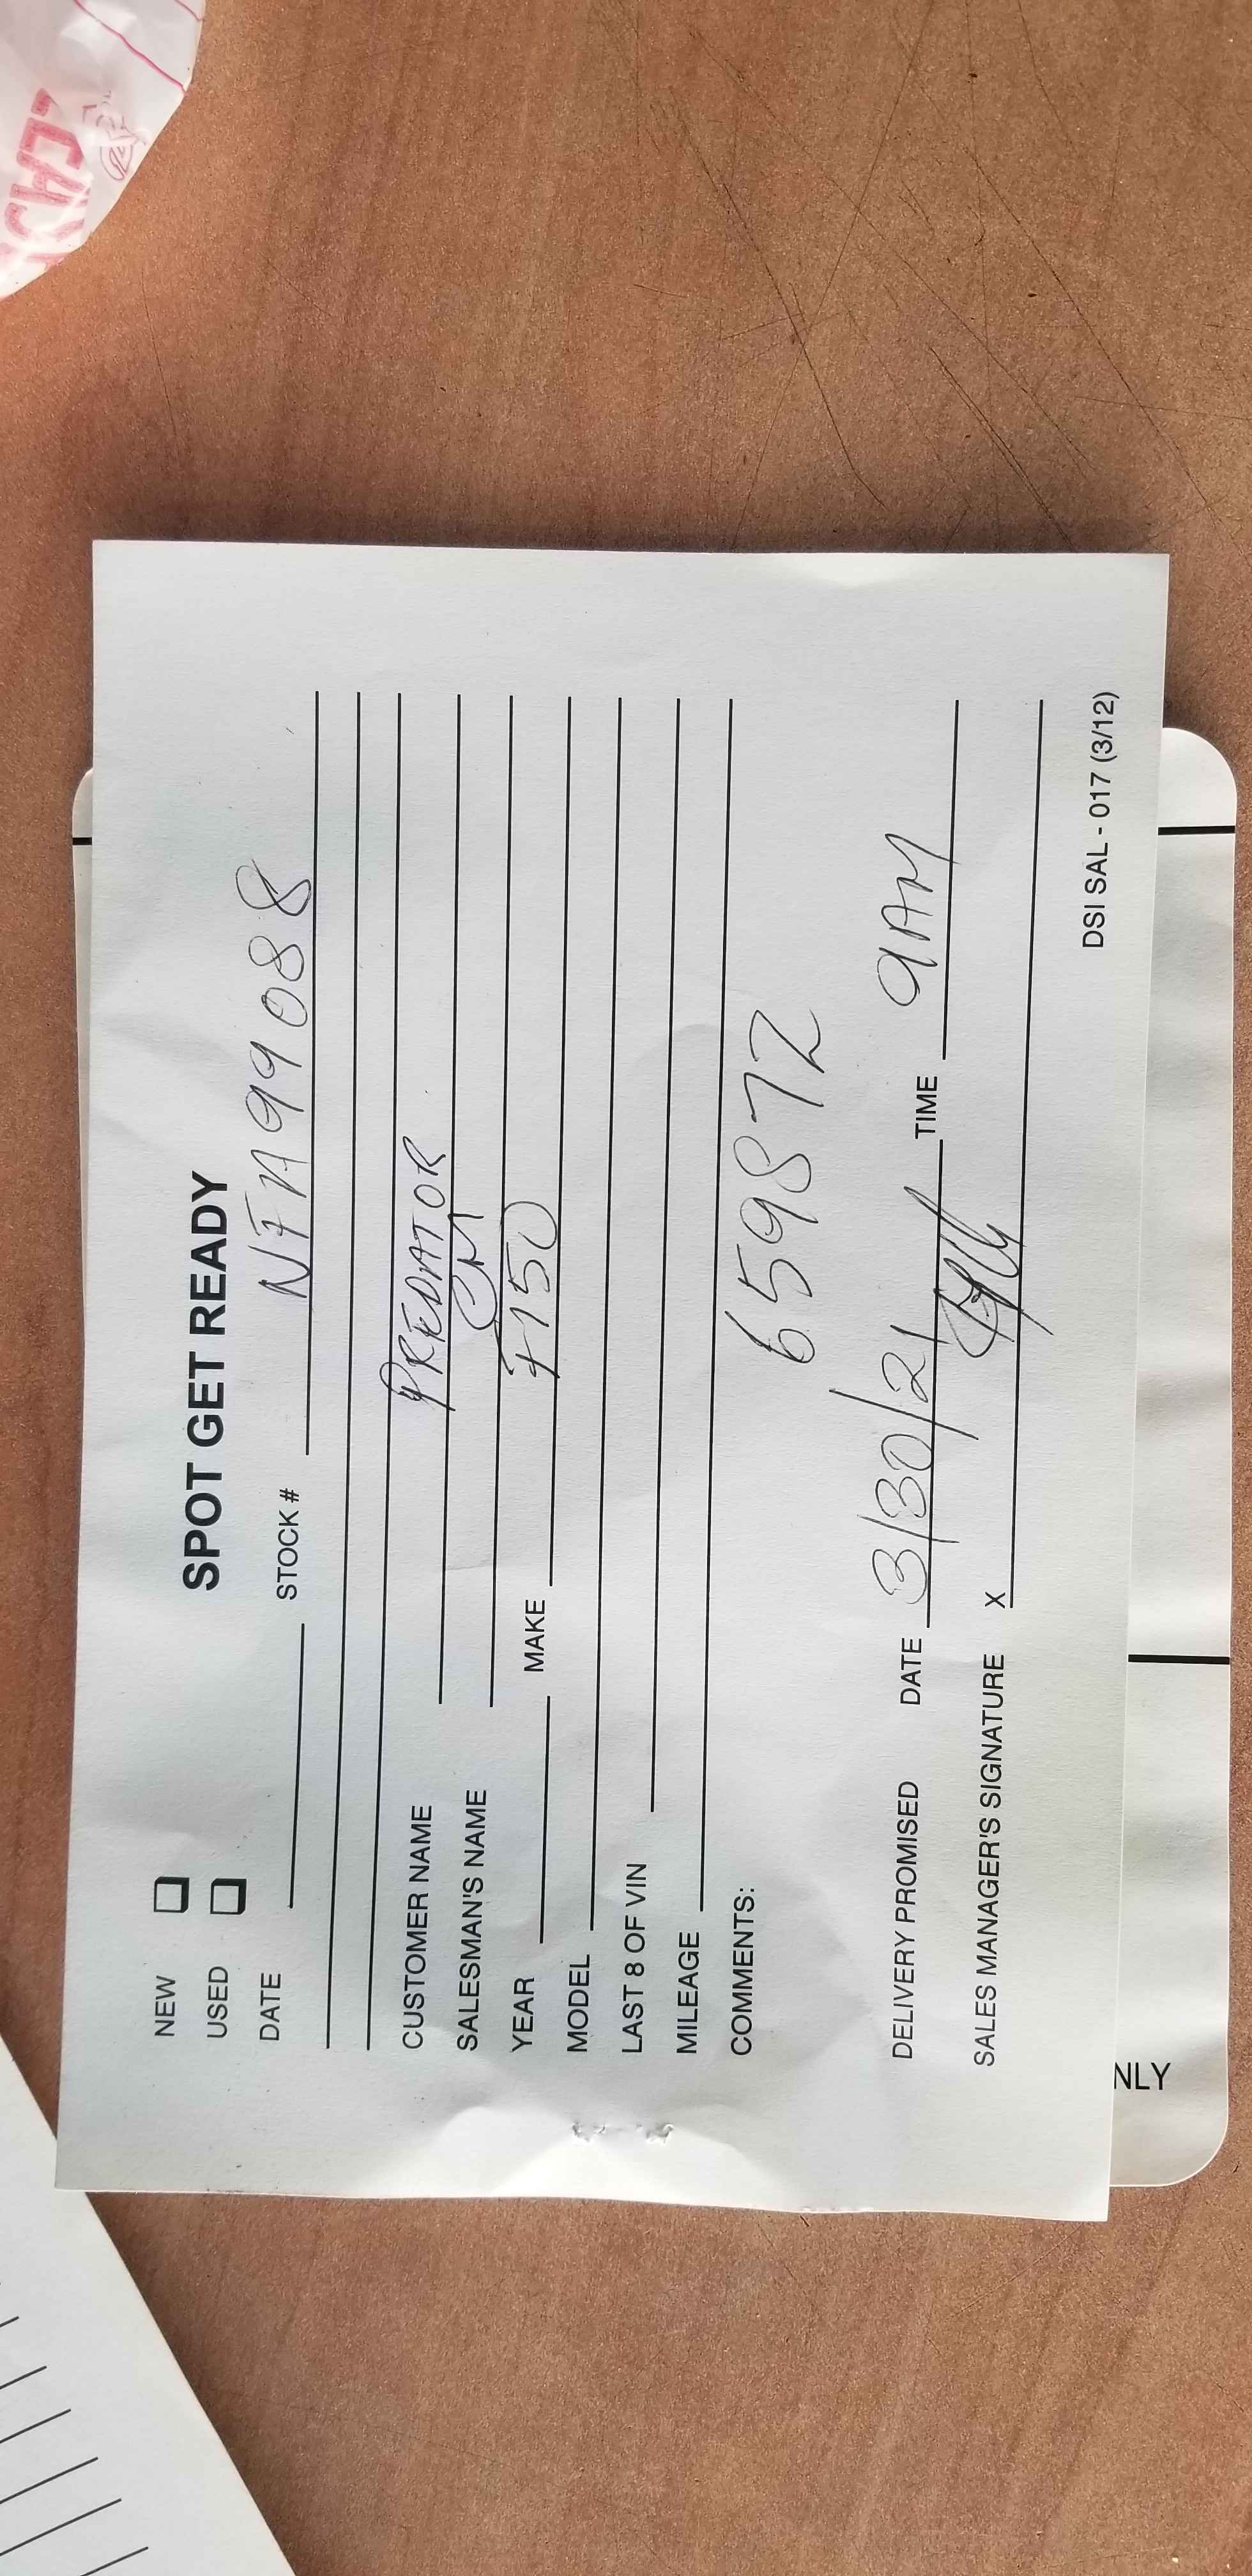 SPOT GET READY
NEW
USED
DATE STOCK # NFA99088
CUSTOMER NAME PREDATOR
SALESMAN'S NAME CM
YEAR MAKE F150
MODEL
LAST 8 OF VIN
MILEAGE
COMMENTS:
659872
DELIVERY PROMISED DATE 3/30/21 TIME 9AM
SALES MANAGER'S SIGNATURE X
DSI SAL - 017 (3/12)
NLY